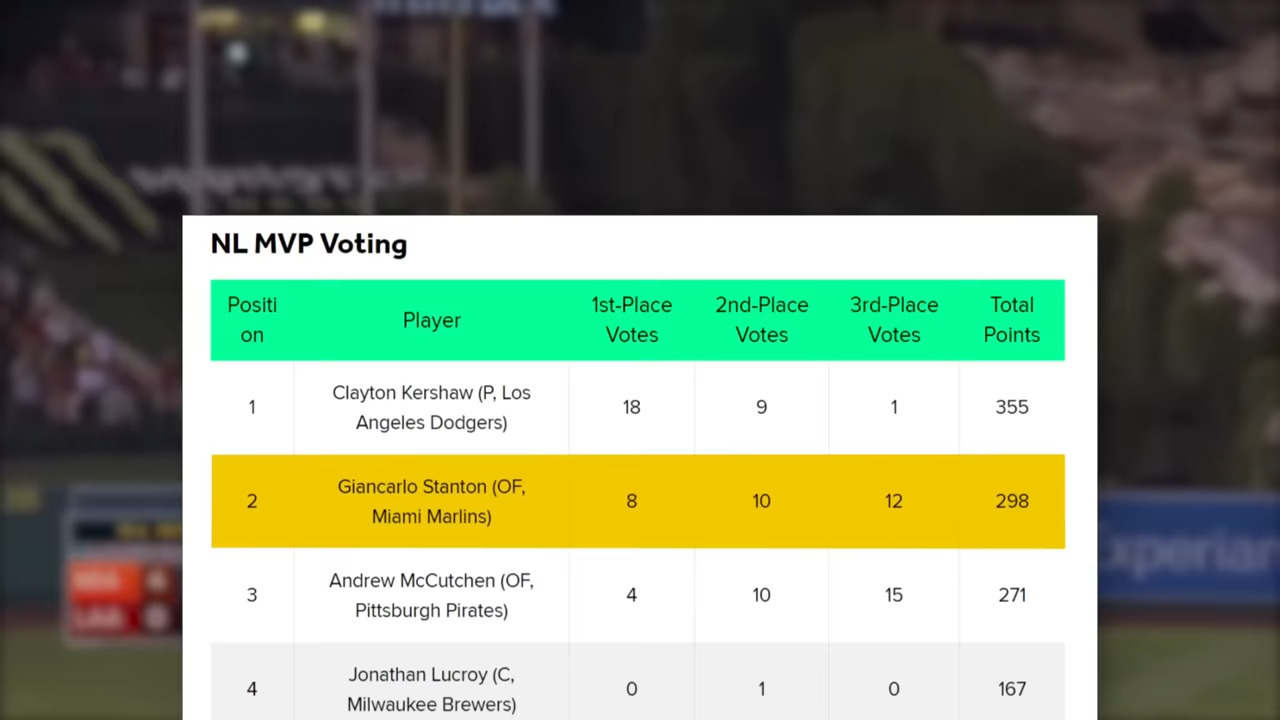 NL MVP Voting
Positi
on
Player
1st-Place
Votes
2nd-Place
Votes
3rd-Place
Votes
Total
Points
1
Clayton Kershaw (P, Los
Angeles Dodgers)
18
9
1
355
2
Giancarlo Stanton (OF,
Miami Marlins)
8
10
12
298
3
Andrew McCutchen (OF,
Pittsburgh Pirates)
4
10
15
271
4
Jonathan Lucroy (C,
Milwaukee Brewers)
0
1
0
167
Experian